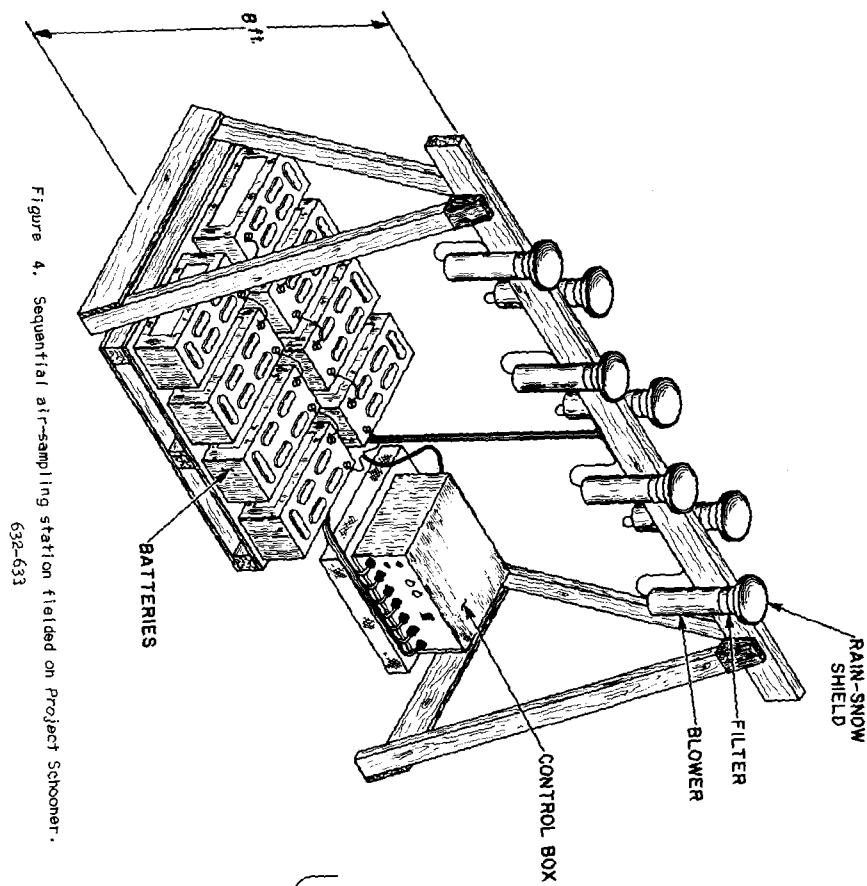 8 ft.
RAIN-SNOW
SHIELD
FILTER
BLOWER
CONTROL BOX
BATTERIES
Figure 4. Sequential air-sampling station fielded on Project Schooner.
632-633